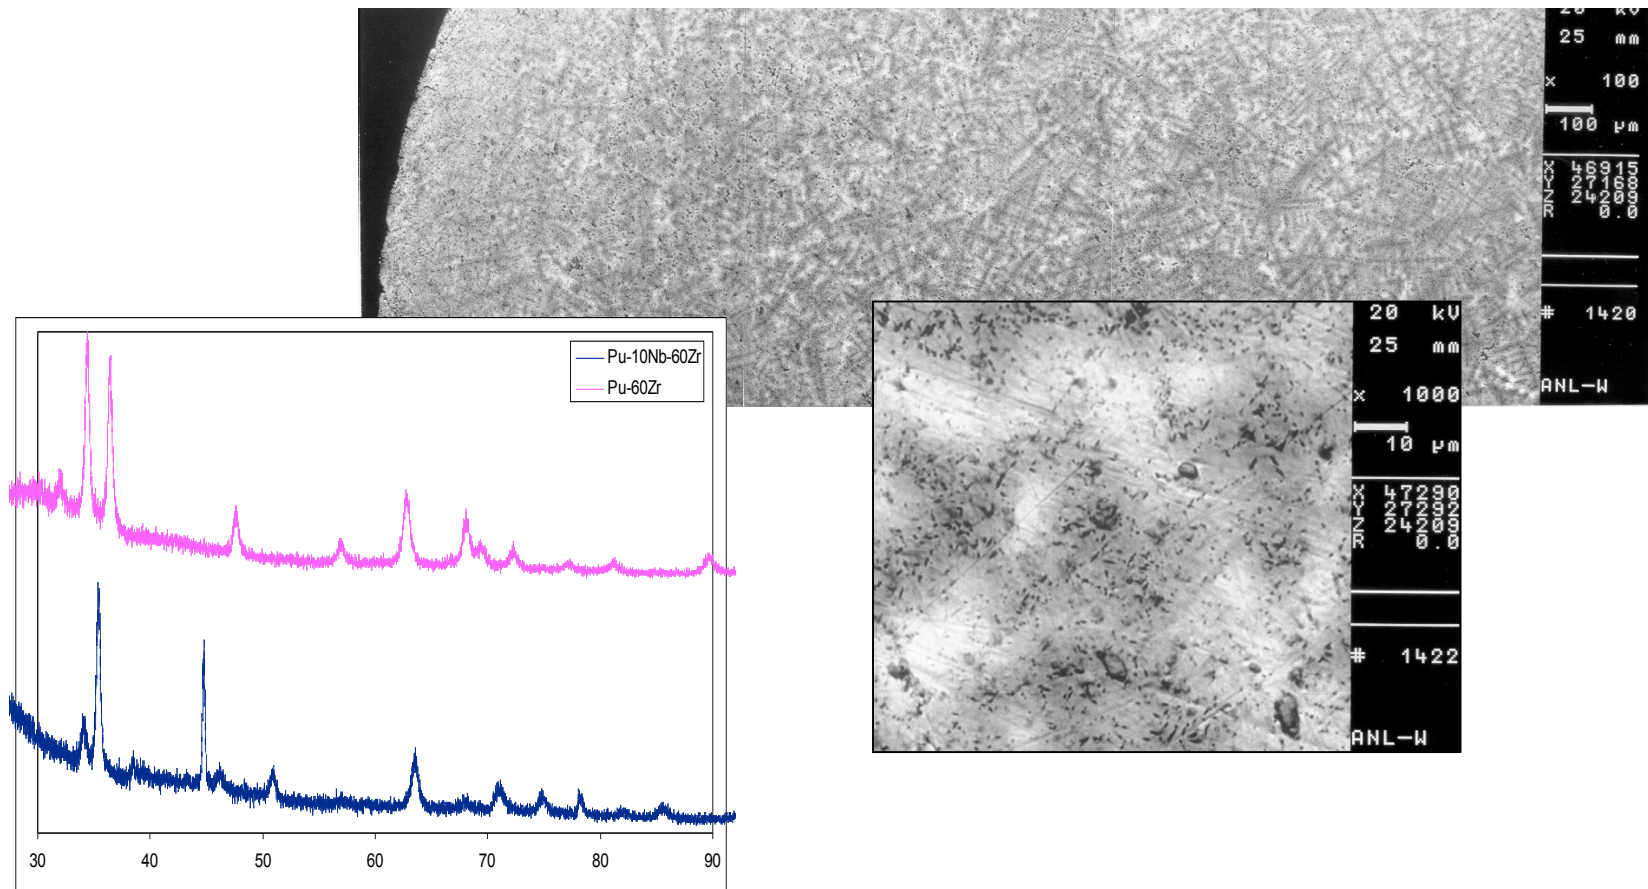 20 kV
25 mm
x 100
100 µm
X 46915
Y 27168
Z 24209
R 0.0
# 1420
ANL-W
20 kV
25 mm
x 1000
10 µm
X 47290
Y 27292
Z 24209
R 0.0
# 1422
ANL-W
Pu-10Nb-60Zr
Pu-60Zr
30 40 50 60 70 80 90